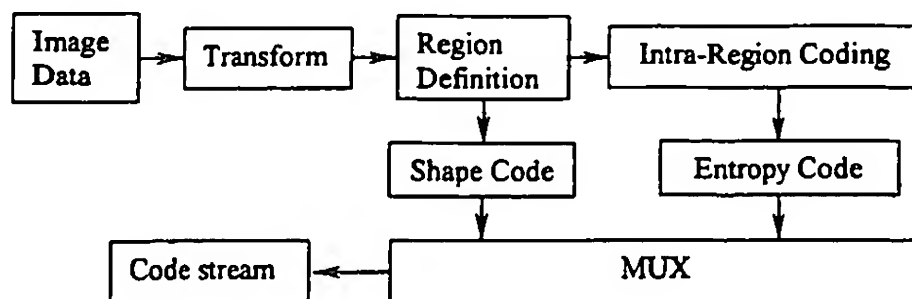 Image
Data
Transform
Region
Definition
Intra-Region Coding
Shape Code
Entropy Code
Code stream
MUX